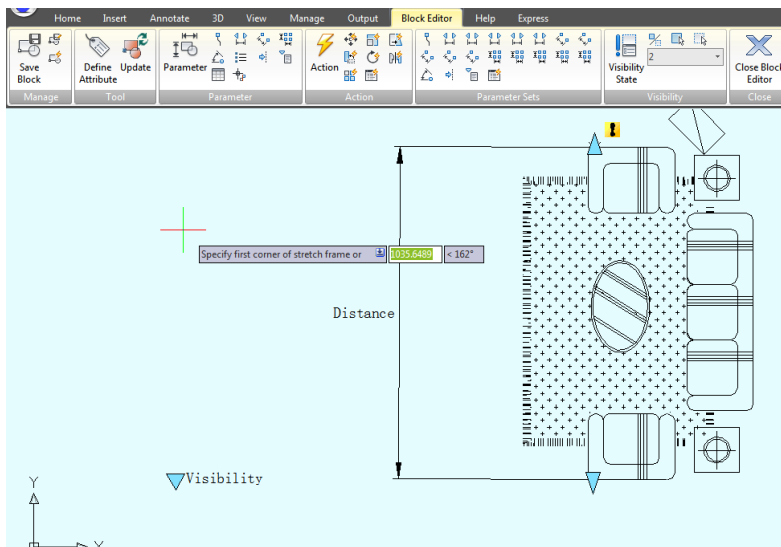 Home Insert Annotate 3D View Manage Output Block Editor Help Express
Save Block
Define Attribute
Update
Parameter
Action
Visibility State
2
Close Block Editor
Manage Tool Parameter Action Parameter Sets Visibility Close
Specify first corner of stretch frame or 1035.6489 < 162°
Distance
Visibility
Y
X